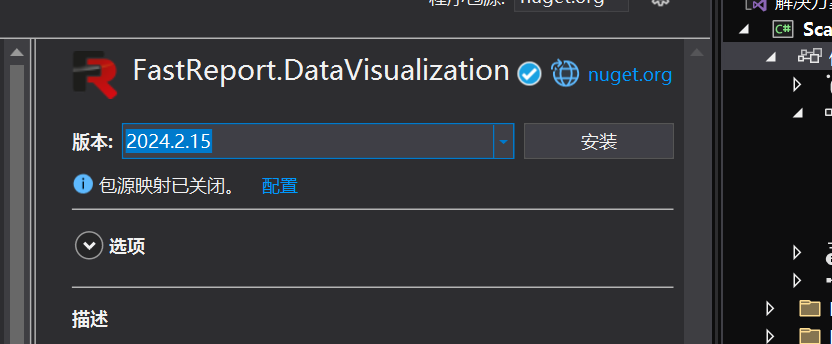 程序包源: nuget.org
解决方案
Sca
FastReport.DataVisualization nuget.org
版本: 2024.2.15 安装
包源映射已关闭。 配置
选项
描述